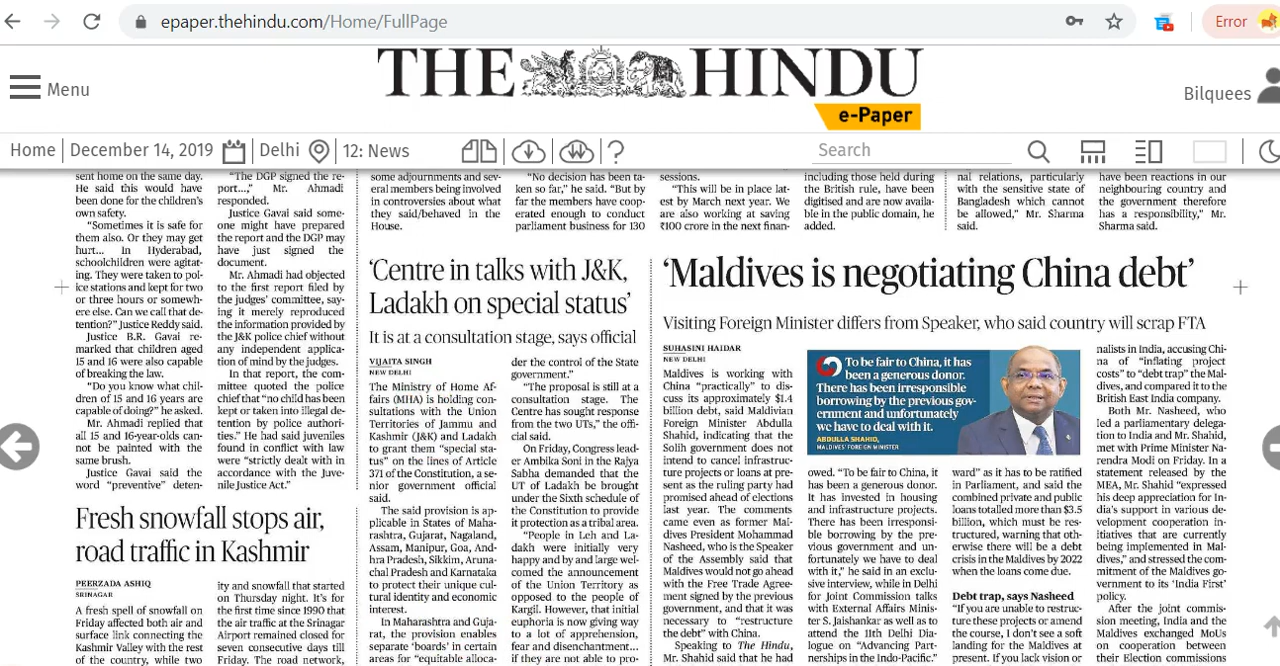 epaper.thehindu.com/Home/FullPage
Error
Menu
THE HINDU
e-Paper
Bilquees
Home
December 14, 2019
Delhi
12: News
?
Search
sent home on the same day.
He said this would have
been done for the children's
own safety.
"Sometimes it is safe for
them also. Or they may get
hurt... In Hyderabad,
schoolchildren were agitat-
ing. They were taken to pol-
ice stations and kept for two
or three hours or somewh-
ere else. Can we call that de-
tention?" Justice Reddy said.
Justice B.R. Gavai re-
marked that children aged
15 and 16 were also capable
of breaking the law.
"Do you know what chil-
dren of 15 and 16 years are
capable of doing?" he asked.
Mr. Ahmadi replied that
all 15 and 16-year-olds can-
not be painted with the
same brush.
Justice Gavai said the
word "preventive" deten-
"The DGP signed the re-
port...," Mr. Ahmadi
responded.
Justice Gavai said some-
one might have prepared
the report and the DGP may
have just signed the
document.
Mr. Ahmadi had objected
to the first report filed by
the judges' committee, say-
ing it merely reproduced
the information provided by
the J&K police chief without
any independent applica-
tion of mind by the judges.
In that report, the com-
mittee quoted the police
chief that "no child has been
kept or taken into illegal de-
tention by police authori-
ties." He had said juveniles
found in conflict with law
were "strictly dealt with in
accordance with the Juve-
nile Justice Act."
Fresh snowfall stops air,
road traffic in Kashmir
PEERZADA ASHIQ
SRINAGAR
A fresh spell of snowfall on
Friday affected both air and
surface link connecting the
Kashmir Valley with the rest
of the country, while two
ity and snowfall that started
on Thursday night. It's for
the first time since 1990 that
the air traffic at the Srinagar
Airport remained closed for
seven consecutive days till
Friday. The road network,
some adjournments and sev-
eral members being involved
in controversies about what
they said/behaved in the
House.
"No decision has been ta-
ken so far," he said. "But by
far the members have coop-
erated enough to conduct
parliament business for 130
sessions.
"This will be in place lat-
est by March next year. We
are also working at saving
₹100 crore in the next finan-
including those held during
the British rule, have been
digitised and are now availa-
ble in the public domain, he
added.
nal relations, particularly
with the sensitive state of
Bangladesh which cannot
be allowed," Mr. Sharma
said.
have been reactions in our
neighbouring country and
the government therefore
has a responsibility," Mr.
Sharma said.
'Centre in talks with J&K,
Ladakh on special status'
It is at a consultation stage, says official
VIJAITA SINGH
NEW DELHI
The Ministry of Home Af-
fairs (MHA) is holding con-
sultations with the Union
Territories of Jammu and
Kashmir (J&K) and Ladakh
to grant them "special sta-
tus" on the lines of Article
371 of the Constitution, a se-
nior government official
said.
The said provision is ap-
plicable in States of Maha-
rashtra, Gujarat, Nagaland,
Assam, Manipur, Goa, And-
hra Pradesh, Sikkim, Aruna-
chal Pradesh and Karnataka
to protect their unique cul-
tural identity and economic
interest.
In Maharashtra and Guja-
rat, the provision enables
separate 'boards' in certain
areas for "equitable alloca-
der the control of the State
government."
"The proposal is still at a
consultation stage. The
Centre has sought response
from the two UTs," the offi-
cial said.
On Friday, Congress lead-
er Ambika Soni in the Rajya
Sabha demanded that the
UT of Ladakh be brought
under the Sixth schedule of
the Constitution to provide
it protection as a tribal area.
"People in Leh and La-
dakh were initially very
happy and by and large wel-
comed the announcement
of the Union Territory as
opposed to the people of
Kargil. However, that initial
euphoria is now giving way
to a lot of apprehension,
fear and disenchantment...
if they are not able to pro-
'Maldives is negotiating China debt'
Visiting Foreign Minister differs from Speaker, who said country will scrap FTA
SUHASINI HAIDAR
NEW DELHI
Maldives is working with
China "practically" to dis-
cuss its approximately $1.4
billion debt, said Maldivian
Foreign Minister Abdulla
Shahid, indicating that the
Solih government does not
intend to cancel infrastruc-
ture projects or loans at pre-
sent as the ruling party had
promised ahead of elections
last year. The comments
came even as former Mal-
dives President Mohammad
Nasheed, who is the Speaker
of the Assembly said that
Maldives would not go ahead
with the Free Trade Agree-
ment signed by the previous
government, and that it was
necessary to "restructure
the debt" with China.
Speaking to The Hindu,
Mr. Shahid said that he had
To be fair to China, it has
been a generous donor.
There has been irresponsible
borrowing by the previous gov-
ernment and unfortunately
we have to deal with it.
ABDULLA SHAHID,
MALDIVES' FOREIGN MINISTER
owed. "To be fair to China, it
has been a generous donor.
It has invested in housing
and infrastructure projects.
There has been irresponsi-
ble borrowing by the pre-
vious government and un-
fortunately we have to deal
with it," he said in an exclu-
sive interview, while in Delhi
for Joint Commission talks
with External Affairs Minis-
ter S. Jaishankar as well as to
attend the 11th Delhi Dia-
logue on "Advancing Part-
nerships in the Indo-Pacific."
ward" as it has to be ratified
in Parliament, and said the
combined private and public
loans totalled more than $3.5
billion, which must be res-
tructured, warning that oth-
erwise there will be a debt
crisis in the Maldives by 2022
when the loans come due.
Debt trap, says Nasheed
"If you are unable to restruc-
ture these projects or amend
the course, I don't see a soft
landing for the Maldives at
present. If you lack vision or
nalists in India, accusing Chi-
na of "inflating project
costs" to "debt trap" the Mal-
dives, and compared it to the
British East India company.
Both Mr. Nasheed, who
led a parliamentary delega-
tion to India and Mr. Shahid,
met with Prime Minister Na-
rendra Modi on Friday. In a
statement released by the
MEA, Mr. Shahid "expressed
his deep appreciation for In-
dia's support in various de-
velopment cooperation in-
itiatives that are currently
being implemented in Mal-
dives," and stressed the com-
mitment of the Maldives gov-
ernment to its 'India First'
policy.
After the joint commis-
sion meeting, India and the
Maldives exchanged MoUs
on cooperation between
their Election commissions